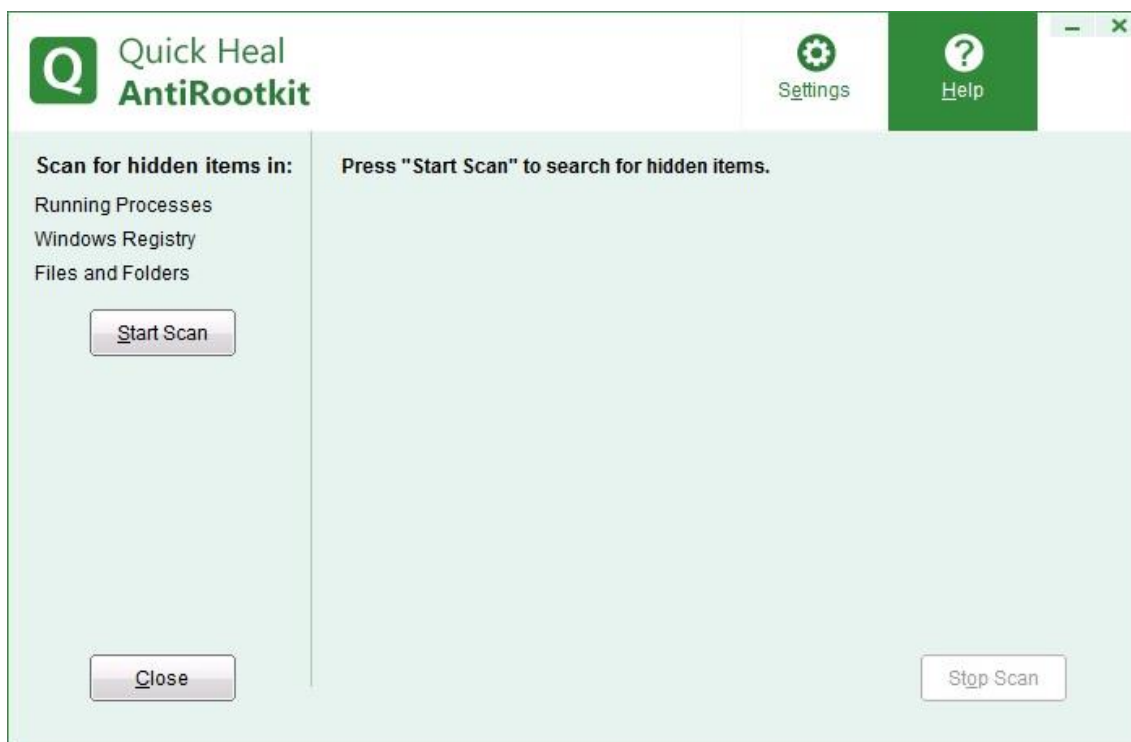 Q
Quick Heal
AntiRootkit
Settings
Help
Scan for hidden items in:
Running Processes
Windows Registry
Files and Folders
Start Scan
Close
Press "Start Scan" to search for hidden items.
Stop Scan